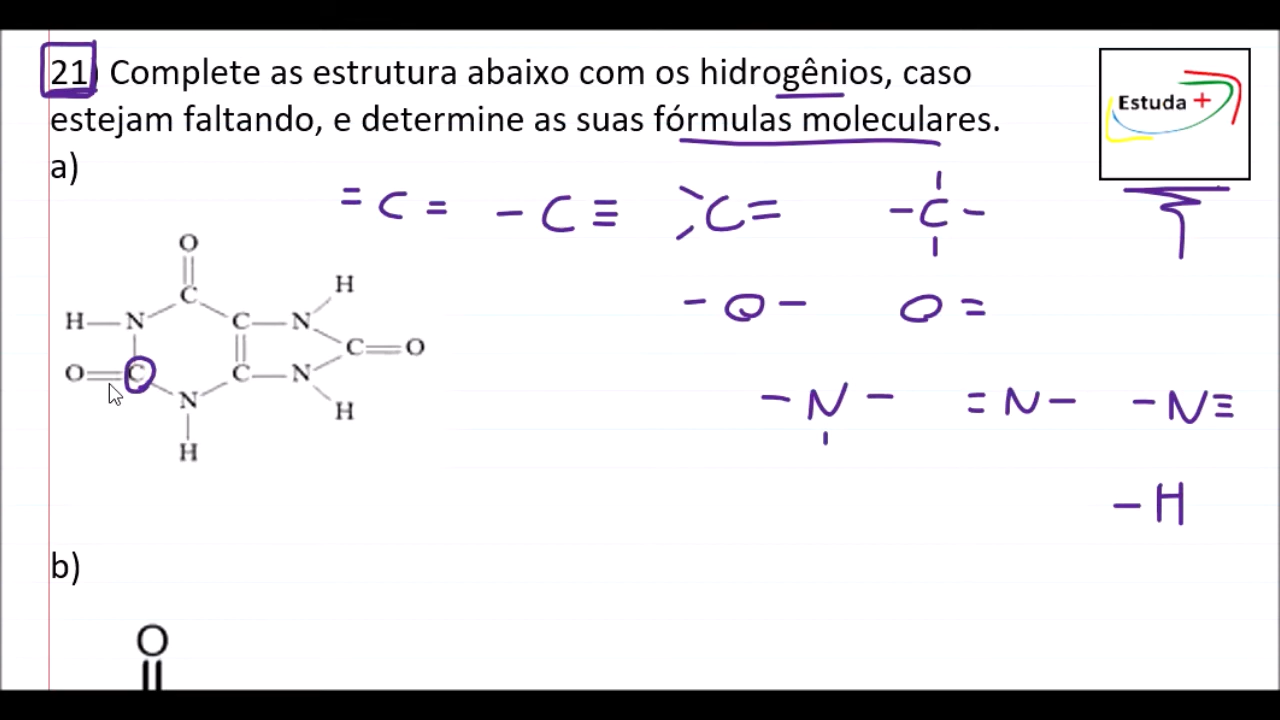 21) Complete as estrutura abaixo com os hidrogênios, caso
estejam faltando, e determine as suas fórmulas moleculares.
Estuda +
a)
= C = - C ≡ >C= - C -
- O - O =
- N - = N - - N ≡
- H
O
C
H N C N H
C O
O C C N H
N
H
b)
O